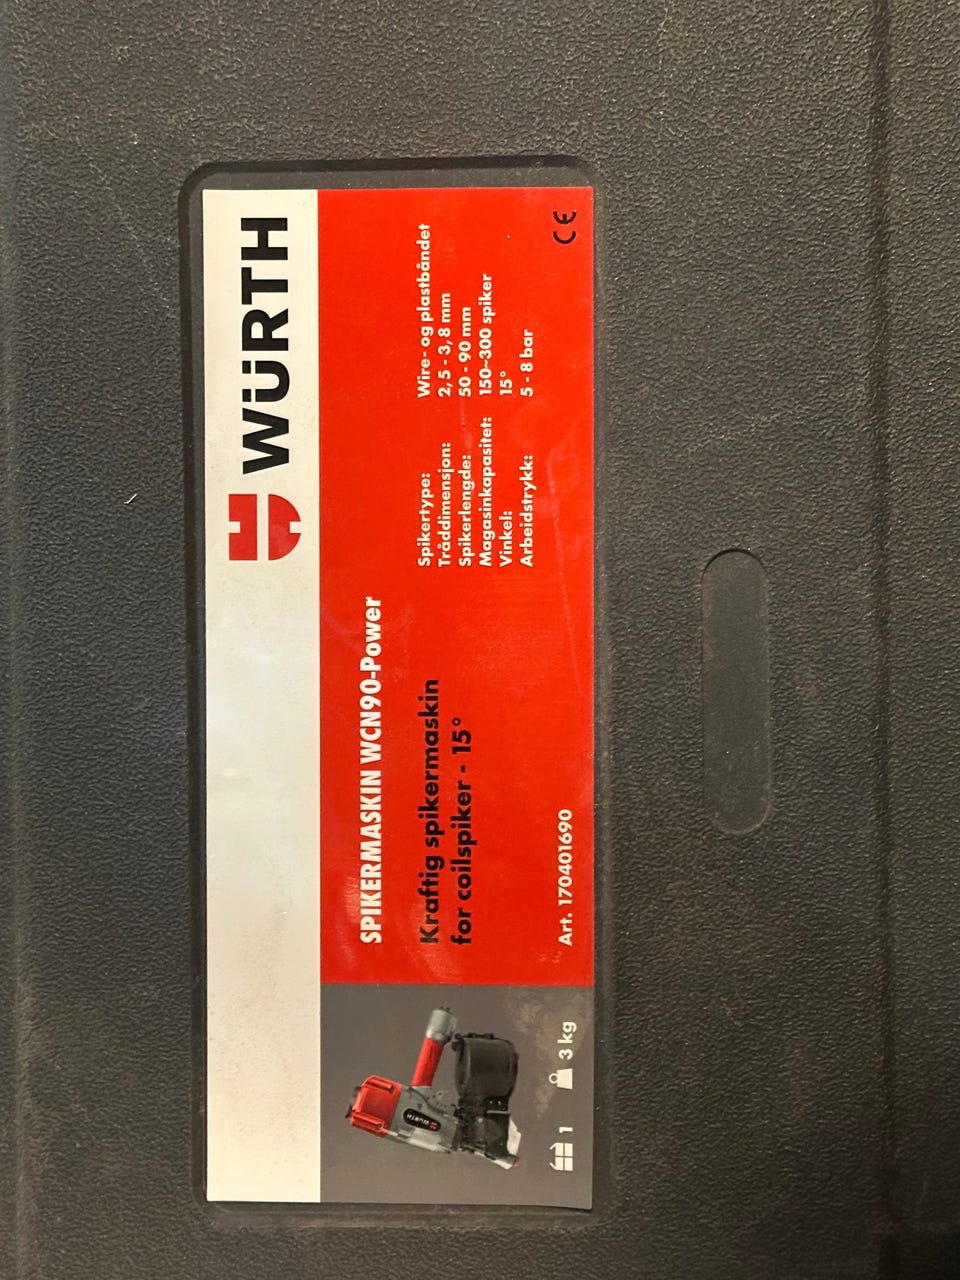 WÜRTH
SPIKERMASKIN WCN90-Power
Kraftig spikermaskin
for coilspiker - 15°
Spikertype: Wire- og plastbåndet
Tråddimensjon: 2,5 - 3,8 mm
Spikerlengde: 50 - 90 mm
Magasinkapasitet: 150~300 spiker
Vinkel: 15°
Arbeidstrykk: 5 - 8 bar
WÜRTH
1 3 kg
Art. 170401690
CE